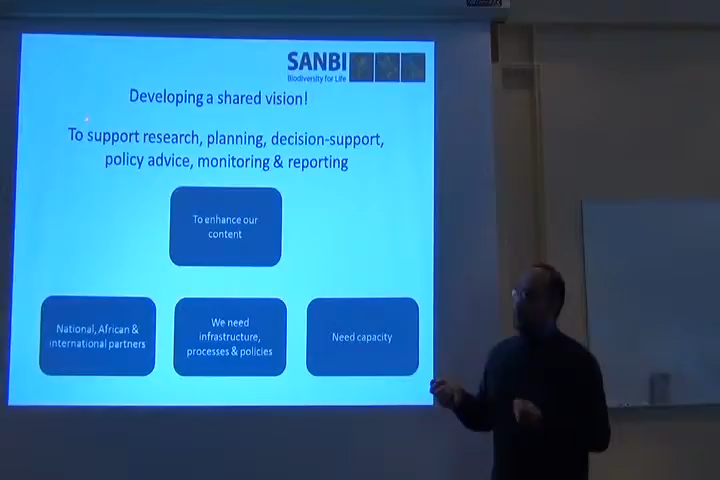 SANBI
Biodiversity for Life
Developing a shared vision!
To support research, planning, decision-support,
policy advice, monitoring & reporting
To enhance our
content
National, African &
international partners
We need
infrastructure,
processes & policies
Need capacity